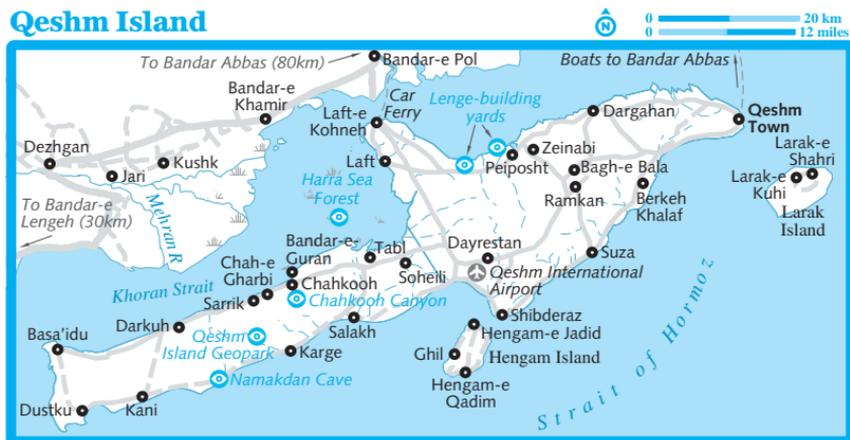 Qeshm Island
N
0 20 km
0 12 miles
To Bandar Abbas (80km)
Bandar-e Pol
Boats to Bandar Abbas
Bandar-e
Khamir
Car
Ferry
Lenge-building
yards
Laft-e
Kohneh
Dargahan
Qeshm
Town
Dezhgan
Kushk
Jari
Laft
Zeinabi
Peiposht
Bagh-e Bala
Larak-e
Shahri
Larak-e
Kuhi
Harra Sea
Forest
Ramkan
Berkeh
Khalaf
Larak
Island
To Bandar-e
Lengeh (30km)
Mehran R
Bandar-e-
Guran
Tabl
Dayrestan
Suza
Chah-e
Gharbi
Chahkooh
Soheili
Qeshm International
Airport
Khoran Strait
Sarrik
Chahkooh Canyon
Shibderaz
Darkuh
Salakh
Hengam-e Jadid
Basa'idu
Qeshm
Island Geopark
Karge
Ghil
Hengam Island
Namakdan Cave
Hengam-e
Qadim
Dustku
Kani
Strait of Hormoz